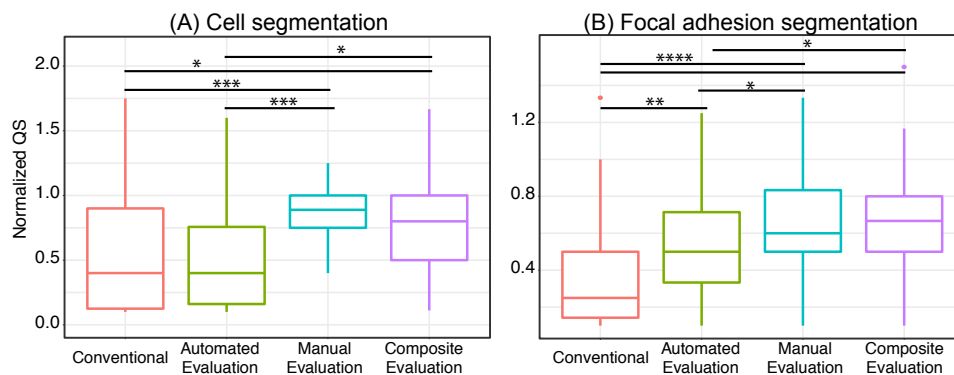 (A) Cell segmentation
(B) Focal adhesion segmentation
Normalized QS
2.0
1.5
1.0
0.5
0.0
*
*
***
***
Conventional
Automated Evaluation
Manual Evaluation
Composite Evaluation
1.2
0.8
0.4
*
****
*
**
Conventional
Automated Evaluation
Manual Evaluation
Composite Evaluation